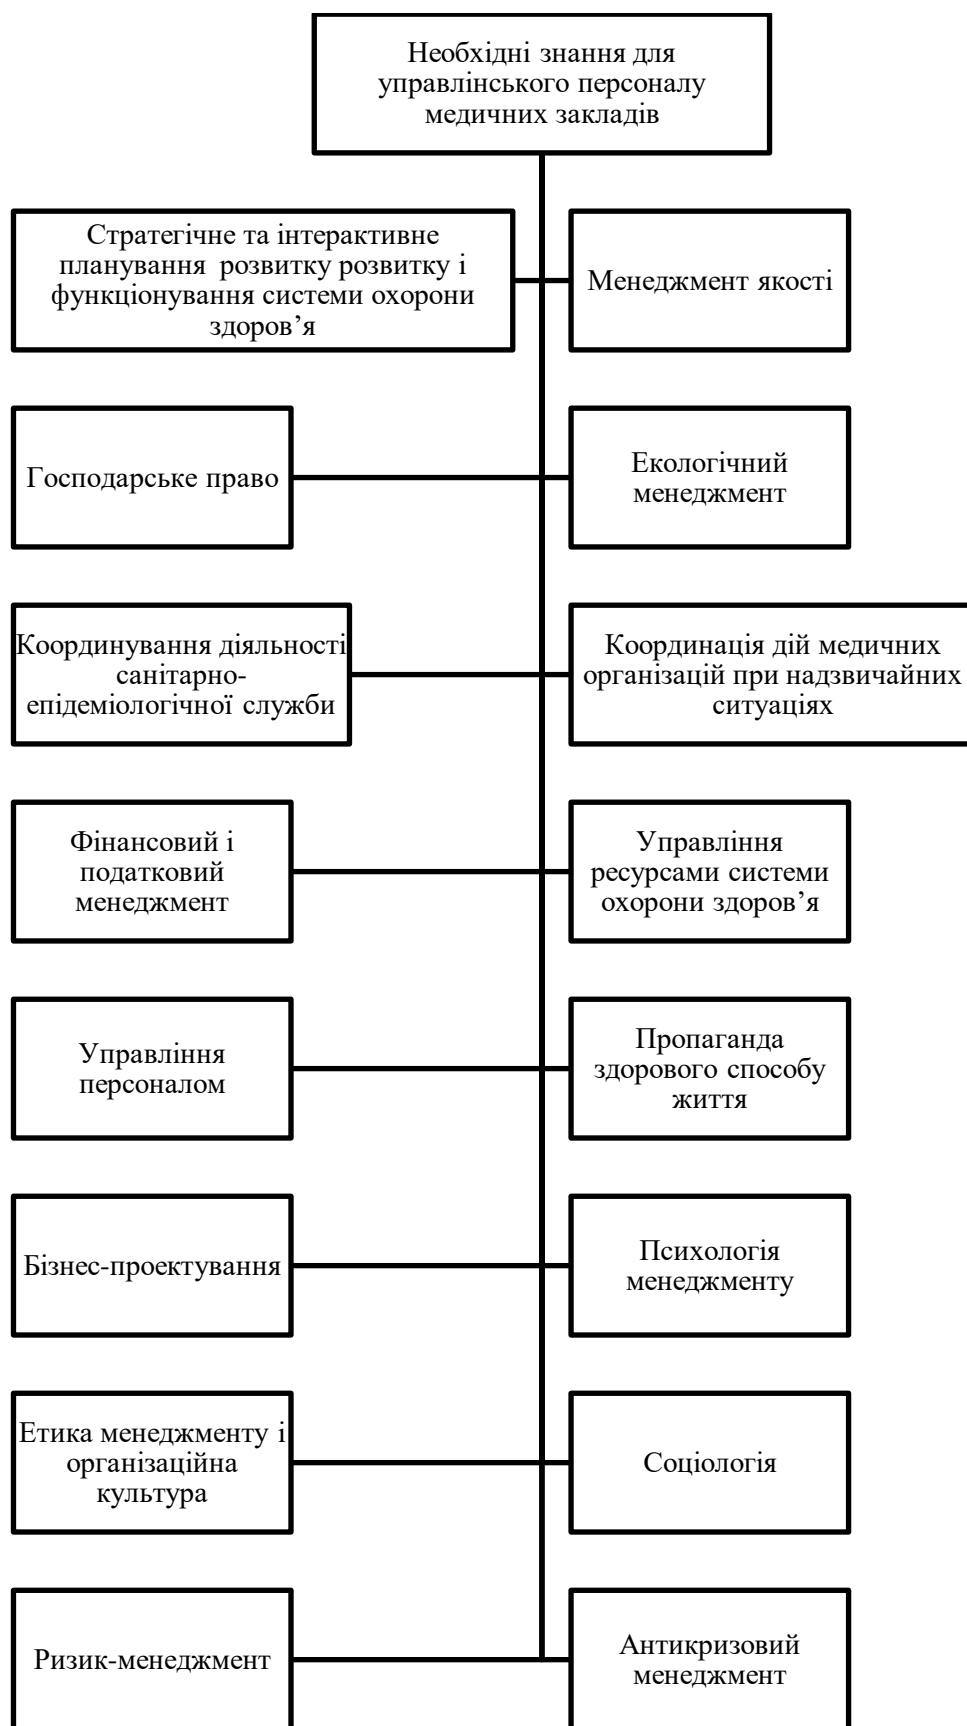 Необхідні знання для
управлінського персоналу
медичних закладів
Стратегічне та інтерактивне
планування розвитку розвитку і
функціонування системи охорони
здоров’я
Менеджмент якості
Господарське право
Екологічний
менеджмент
Координування діяльності
санітарно-
епідеміологічної служби
Координація дій медичних
організацій при надзвичайних
ситуаціях
Фінансовий і
податковий
менеджмент
Управління
ресурсами системи
охорони здоров’я
Управління
персоналом
Пропаганда
здорового способу
життя
Бізнес-проектування
Психологія
менеджменту
Етика менеджменту і
організаційна
культура
Соціологія
Ризик-менеджмент
Антикризовий
менеджмент